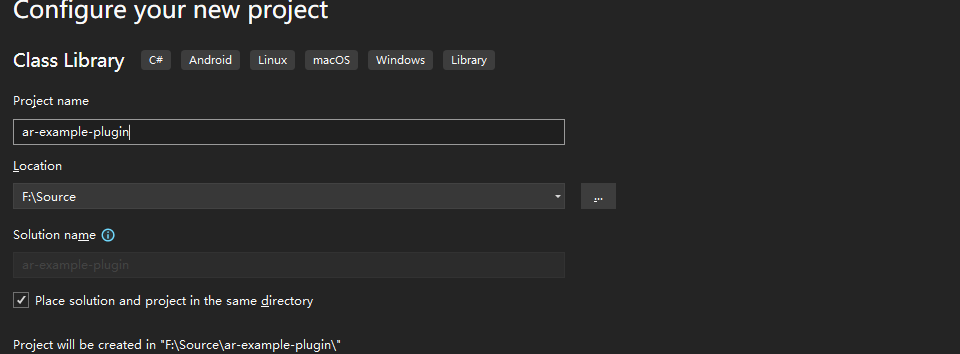 Configure your new project
Class Library C# Android Linux macOS Windows Library
Project name
ar-example-plugin
Location
F:\Source
...
Solution name
ar-example-plugin
Place solution and project in the same directory
Project will be created in "F:\Source\ar-example-plugin\"